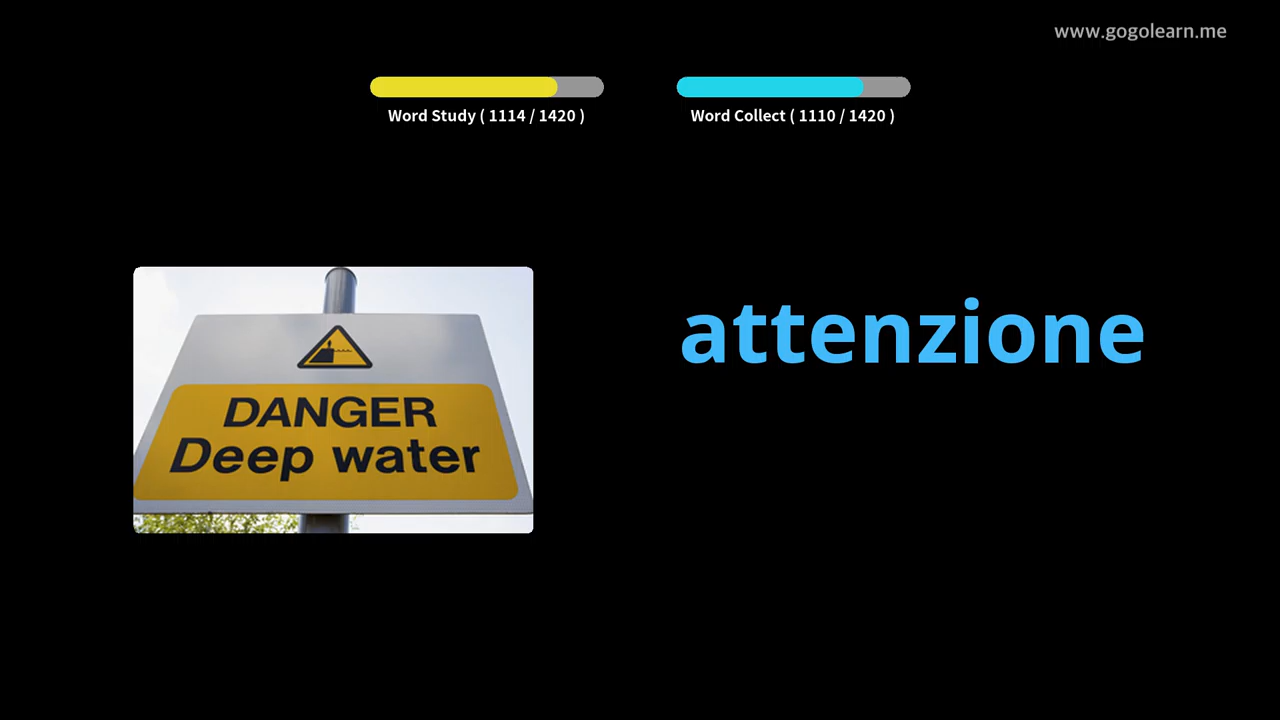 www.gogolearn.me
Word Study ( 1114 / 1420 )
Word Collect ( 1110 / 1420 )
DANGER
Deep water
attenzione